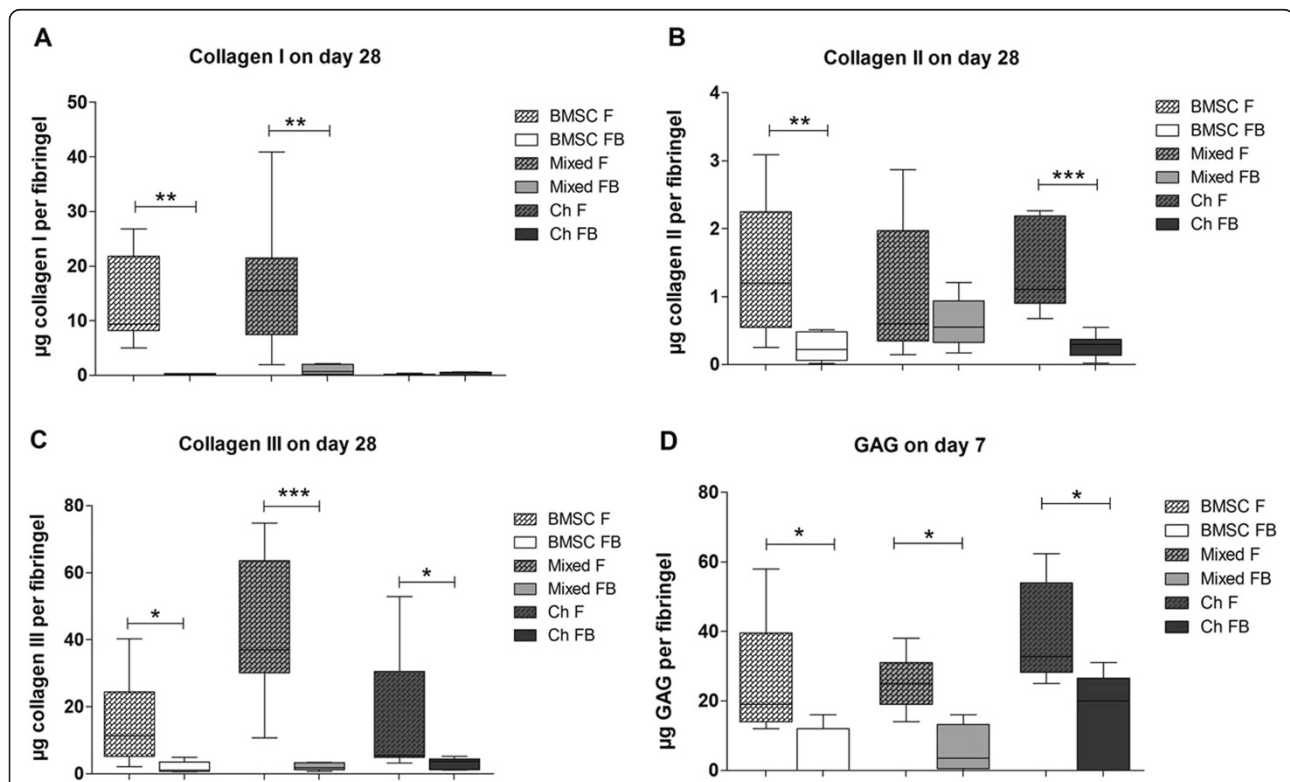 A
Collagen I on day 28
µg collagen I per fibringel
50
40
30
20
10
0
**
**
BMSC F
BMSC FB
Mixed F
Mixed FB
Ch F
Ch FB
B
Collagen II on day 28
µg collagen II per fibringel
4
3
2
1
0
**
***
BMSC F
BMSC FB
Mixed F
Mixed FB
Ch F
Ch FB
C
Collagen III on day 28
µg collagen III per fibringel
80
60
40
20
0
*
***
*
BMSC F
BMSC FB
Mixed F
Mixed FB
Ch F
Ch FB
D
GAG on day 7
µg GAG per fibringel
80
60
40
20
0
*
*
*
BMSC F
BMSC FB
Mixed F
Mixed FB
Ch F
Ch FB